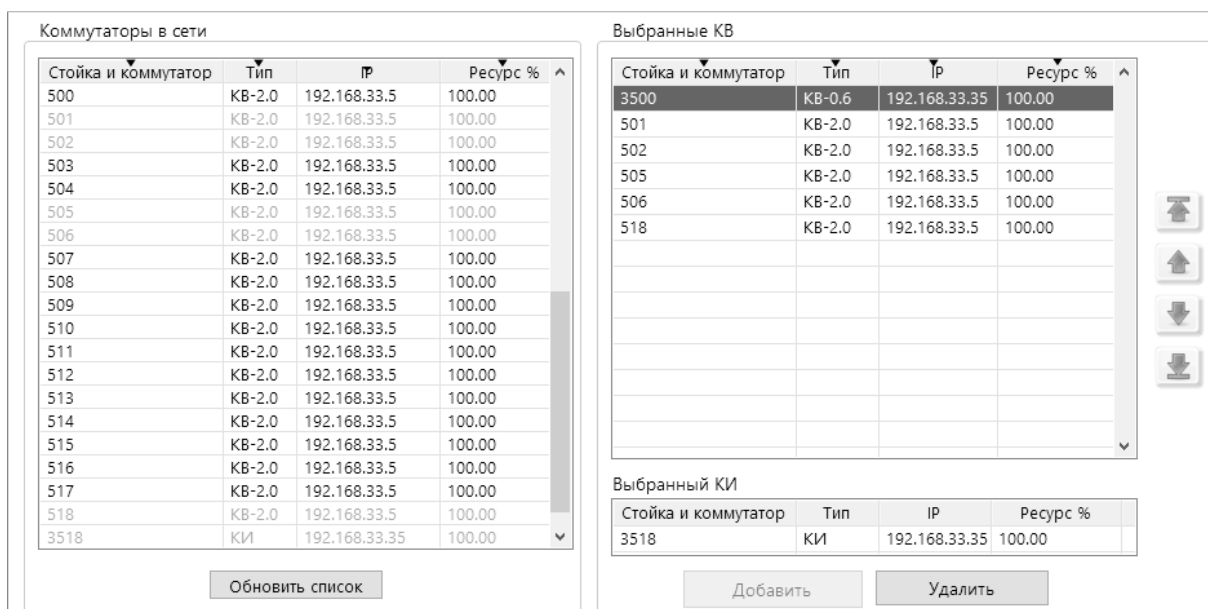 Коммутаторы в сети
Стойка и коммутатор Тип IP Ресурс %
500 КВ-2.0 192.168.33.5 100.00
501 КВ-2.0 192.168.33.5 100.00
502 КВ-2.0 192.168.33.5 100.00
503 КВ-2.0 192.168.33.5 100.00
504 КВ-2.0 192.168.33.5 100.00
505 КВ-2.0 192.168.33.5 100.00
506 КВ-2.0 192.168.33.5 100.00
507 КВ-2.0 192.168.33.5 100.00
508 КВ-2.0 192.168.33.5 100.00
509 КВ-2.0 192.168.33.5 100.00
510 КВ-2.0 192.168.33.5 100.00
511 КВ-2.0 192.168.33.5 100.00
512 КВ-2.0 192.168.33.5 100.00
513 КВ-2.0 192.168.33.5 100.00
514 КВ-2.0 192.168.33.5 100.00
515 КВ-2.0 192.168.33.5 100.00
516 КВ-2.0 192.168.33.5 100.00
517 КВ-2.0 192.168.33.5 100.00
518 КВ-2.0 192.168.33.5 100.00
3518 КИ 192.168.33.35 100.00
Обновить список
Выбранные КВ
Стойка и коммутатор Тип IP Ресурс %
3500 КВ-0.6 192.168.33.35 100.00
501 КВ-2.0 192.168.33.5 100.00
502 КВ-2.0 192.168.33.5 100.00
505 КВ-2.0 192.168.33.5 100.00
506 КВ-2.0 192.168.33.5 100.00
518 КВ-2.0 192.168.33.5 100.00
Выбранный КИ
Стойка и коммутатор Тип IP Ресурс %
3518 КИ 192.168.33.35 100.00
Добавить Удалить